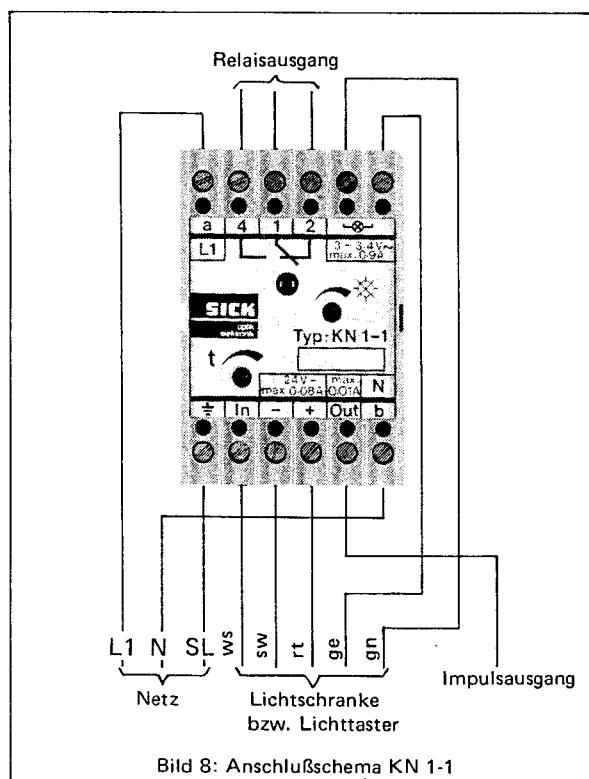 Relaisausgang
a 4 1 2
L1
3 – 3,4V~
max. 0,9A
SICK
optik
elektronik
Typ: KN 1-1
t
24V –
max. 0,08A
max.
0,01A
N
In – + Out b
L1 N SL ws sw rt ge gn
Netz
Lichtschranke
bzw. Lichttaster
Impulsausgang
Bild 8: Anschlußschema KN 1-1